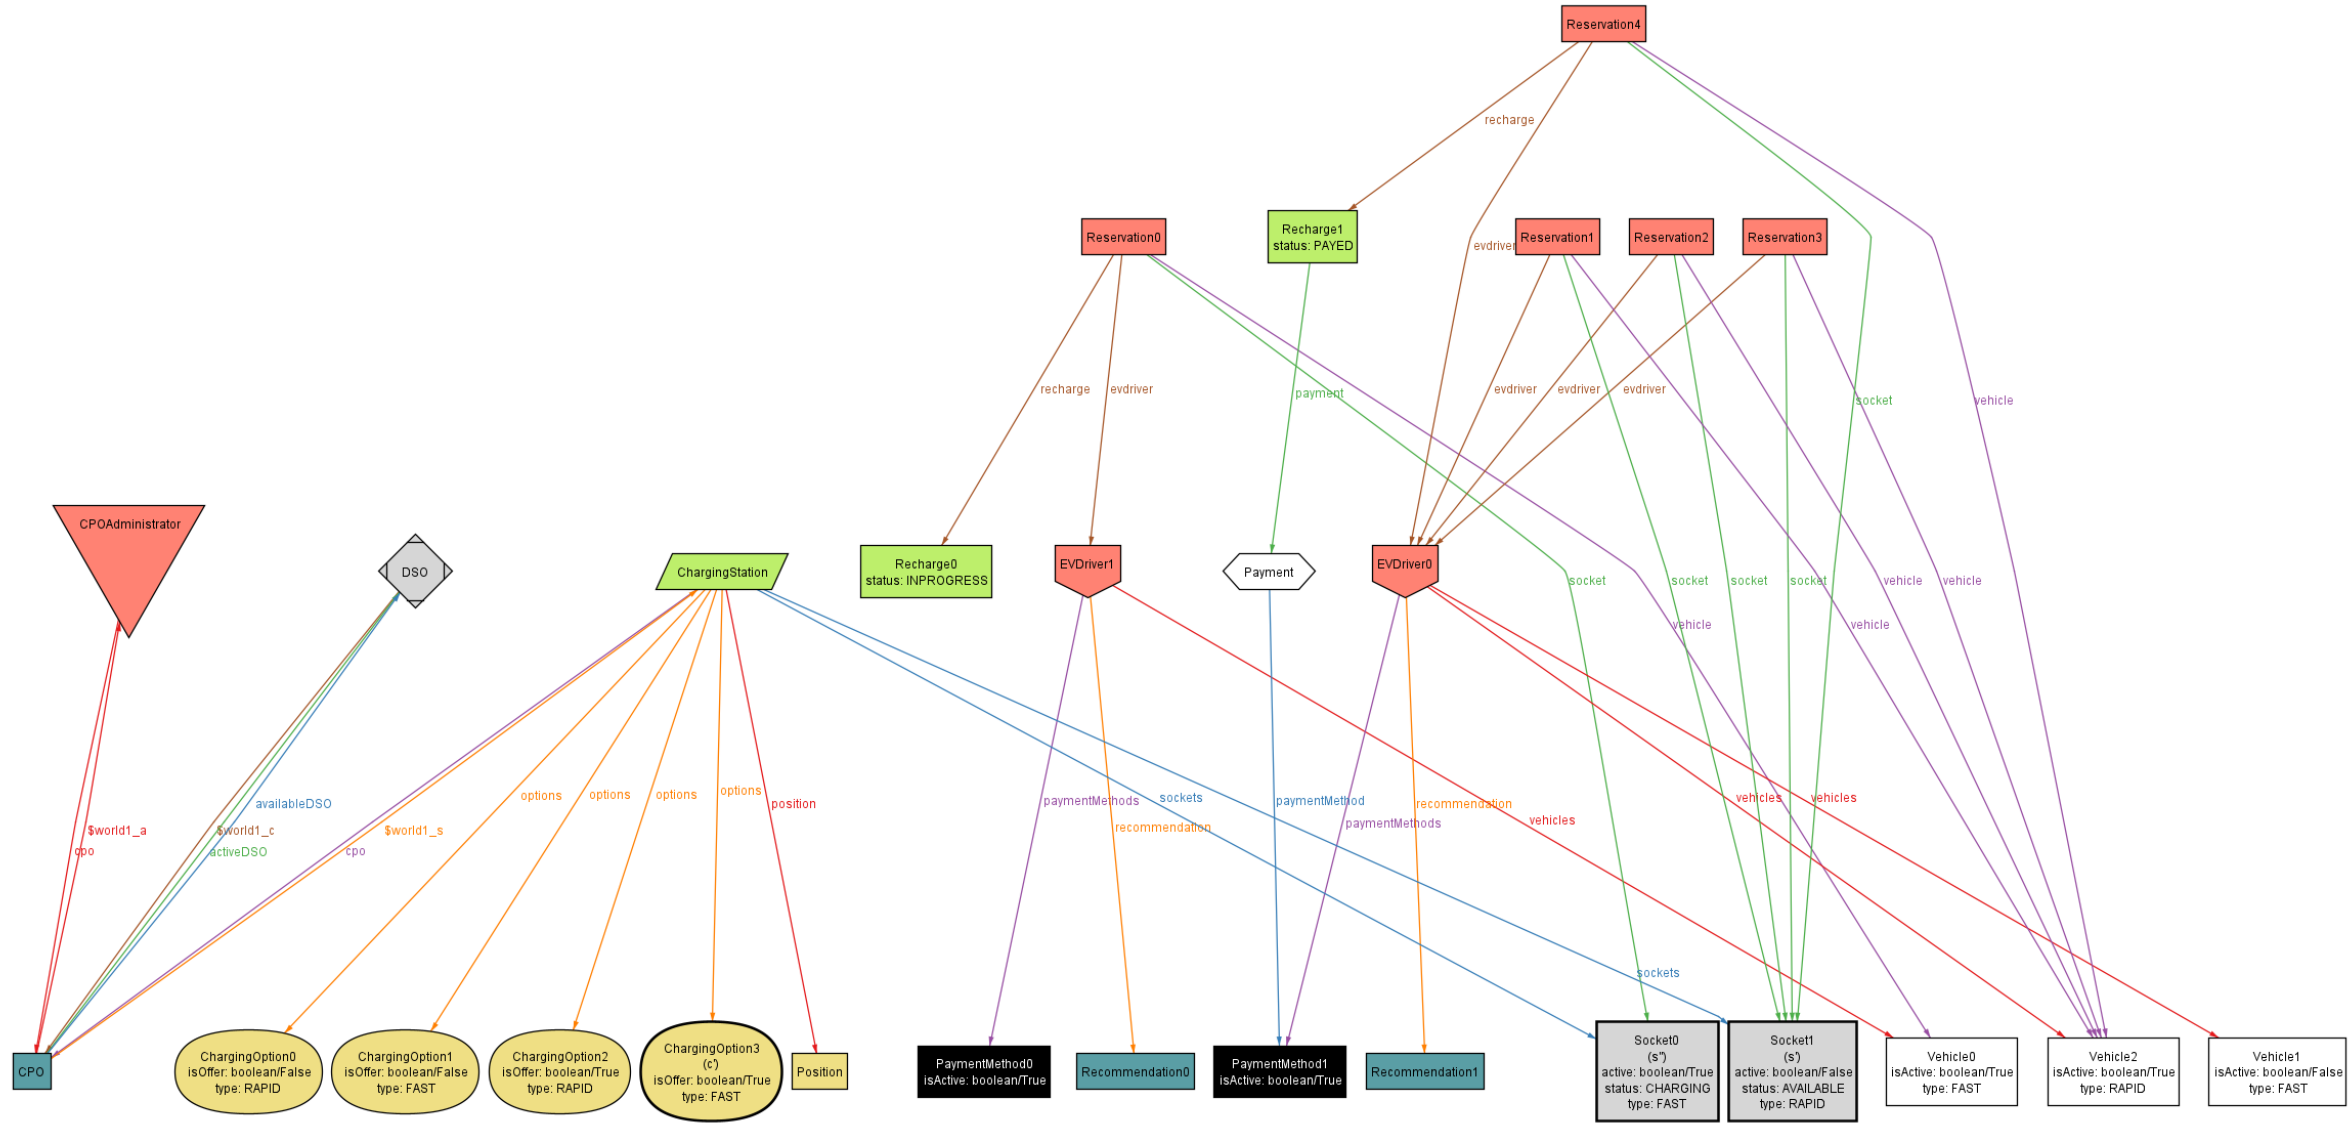 Reservation4
recharge
Reservation0
Recharge1
status: PAYED
evdriver
Reservation1
Reservation2
Reservation3
recharge
evdriver
payment
evdriver
evdriver
evdriver
socket
vehicle
CPOAdministrator
DSO
ChargingStation
Recharge0
status: INPROGRESS
EVDriver1
Payment
EVDriver0
socket
socket
socket
socket
vehicle
vehicle
vehicle
vehicle
$world1_a
cpo
availableDSO
$world1_c
activeDSO
$world1_s
cpo
options
options
options
options
position
paymentMethods
recommendation
sockets
paymentMethod
paymentMethods
recommendation
vehicles
vehicles
vehicles
sockets
CPO
ChargingOption0
isOffer: boolean/False
type: RAPID
ChargingOption1
isOffer: boolean/False
type: FAST
ChargingOption2
isOffer: boolean/True
type: RAPID
ChargingOption3
(c')
isOffer: boolean/True
type: FAST
Position
PaymentMethod0
isActive: boolean/True
Recommendation0
PaymentMethod1
isActive: boolean/True
Recommendation1
Socket0
(s'')
active: boolean/True
status: CHARGING
type: FAST
Socket1
(s')
active: boolean/False
status: AVAILABLE
type: RAPID
Vehicle0
isActive: boolean/True
type: FAST
Vehicle2
isActive: boolean/True
type: RAPID
Vehicle1
isActive: boolean/False
type: FAST